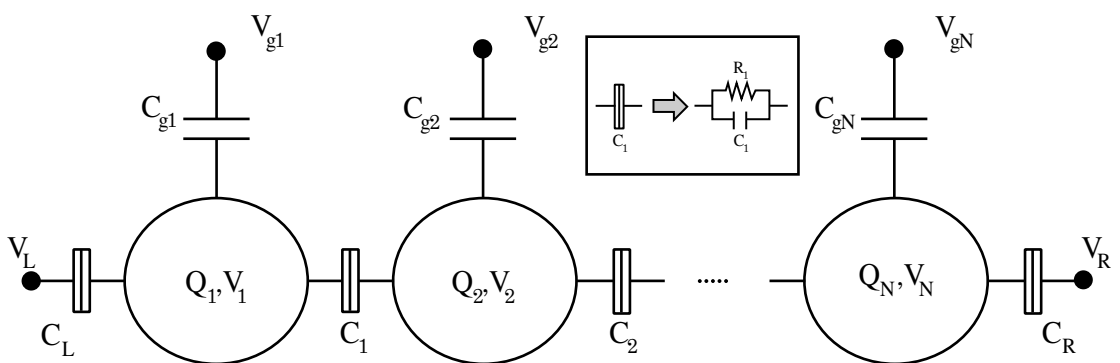 V_g1
V_g2
V_gN
C_g1
C_g2
R_1
C_1
C_1
C_gN
V_L
Q_1,V_1
Q_2,V_2
.....
Q_N,V_N
V_R
C_L
C_1
C_2
C_R